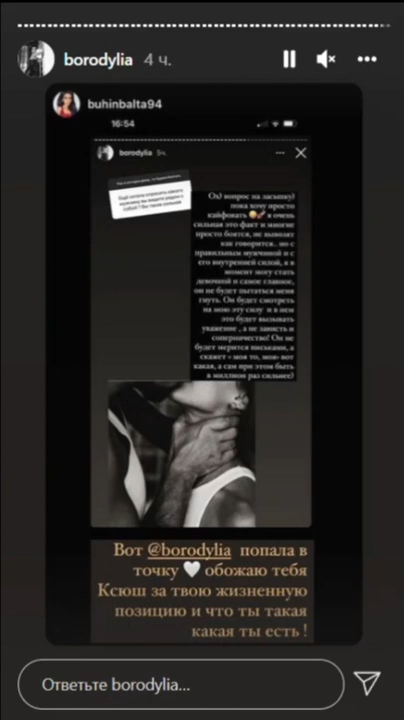 borodylia 4 ч.
buhinbalta94
16:54
borodylia 5ч.
Ох) вопрос на засыпку)
пока хочу просто
кайфовать 🤪🚀 я очень
сильная это факт и многие
просто боятся, не вывозят
как говорится.. но с
правильным мужчиной и с
его внутренней силой, я в
момент могу стать
девочкой и самое главное,
он не будет пытаться меня
гнуть. Он будет смотреть
на мою эту силу и в нем
это будет вызывать
уважение , а не зависть и
соперничество! Он не
будет мерится письками, а
скажет « моя то, моя» вот
какая, а сам при этом быть
в миллион раз сильнее)
Вот @borodylia попала в
точку 🤍 обожаю тебя
Ксюш за твою жизненную
позицию и что ты такая
какая ты есть !
Ответьте borodylia...